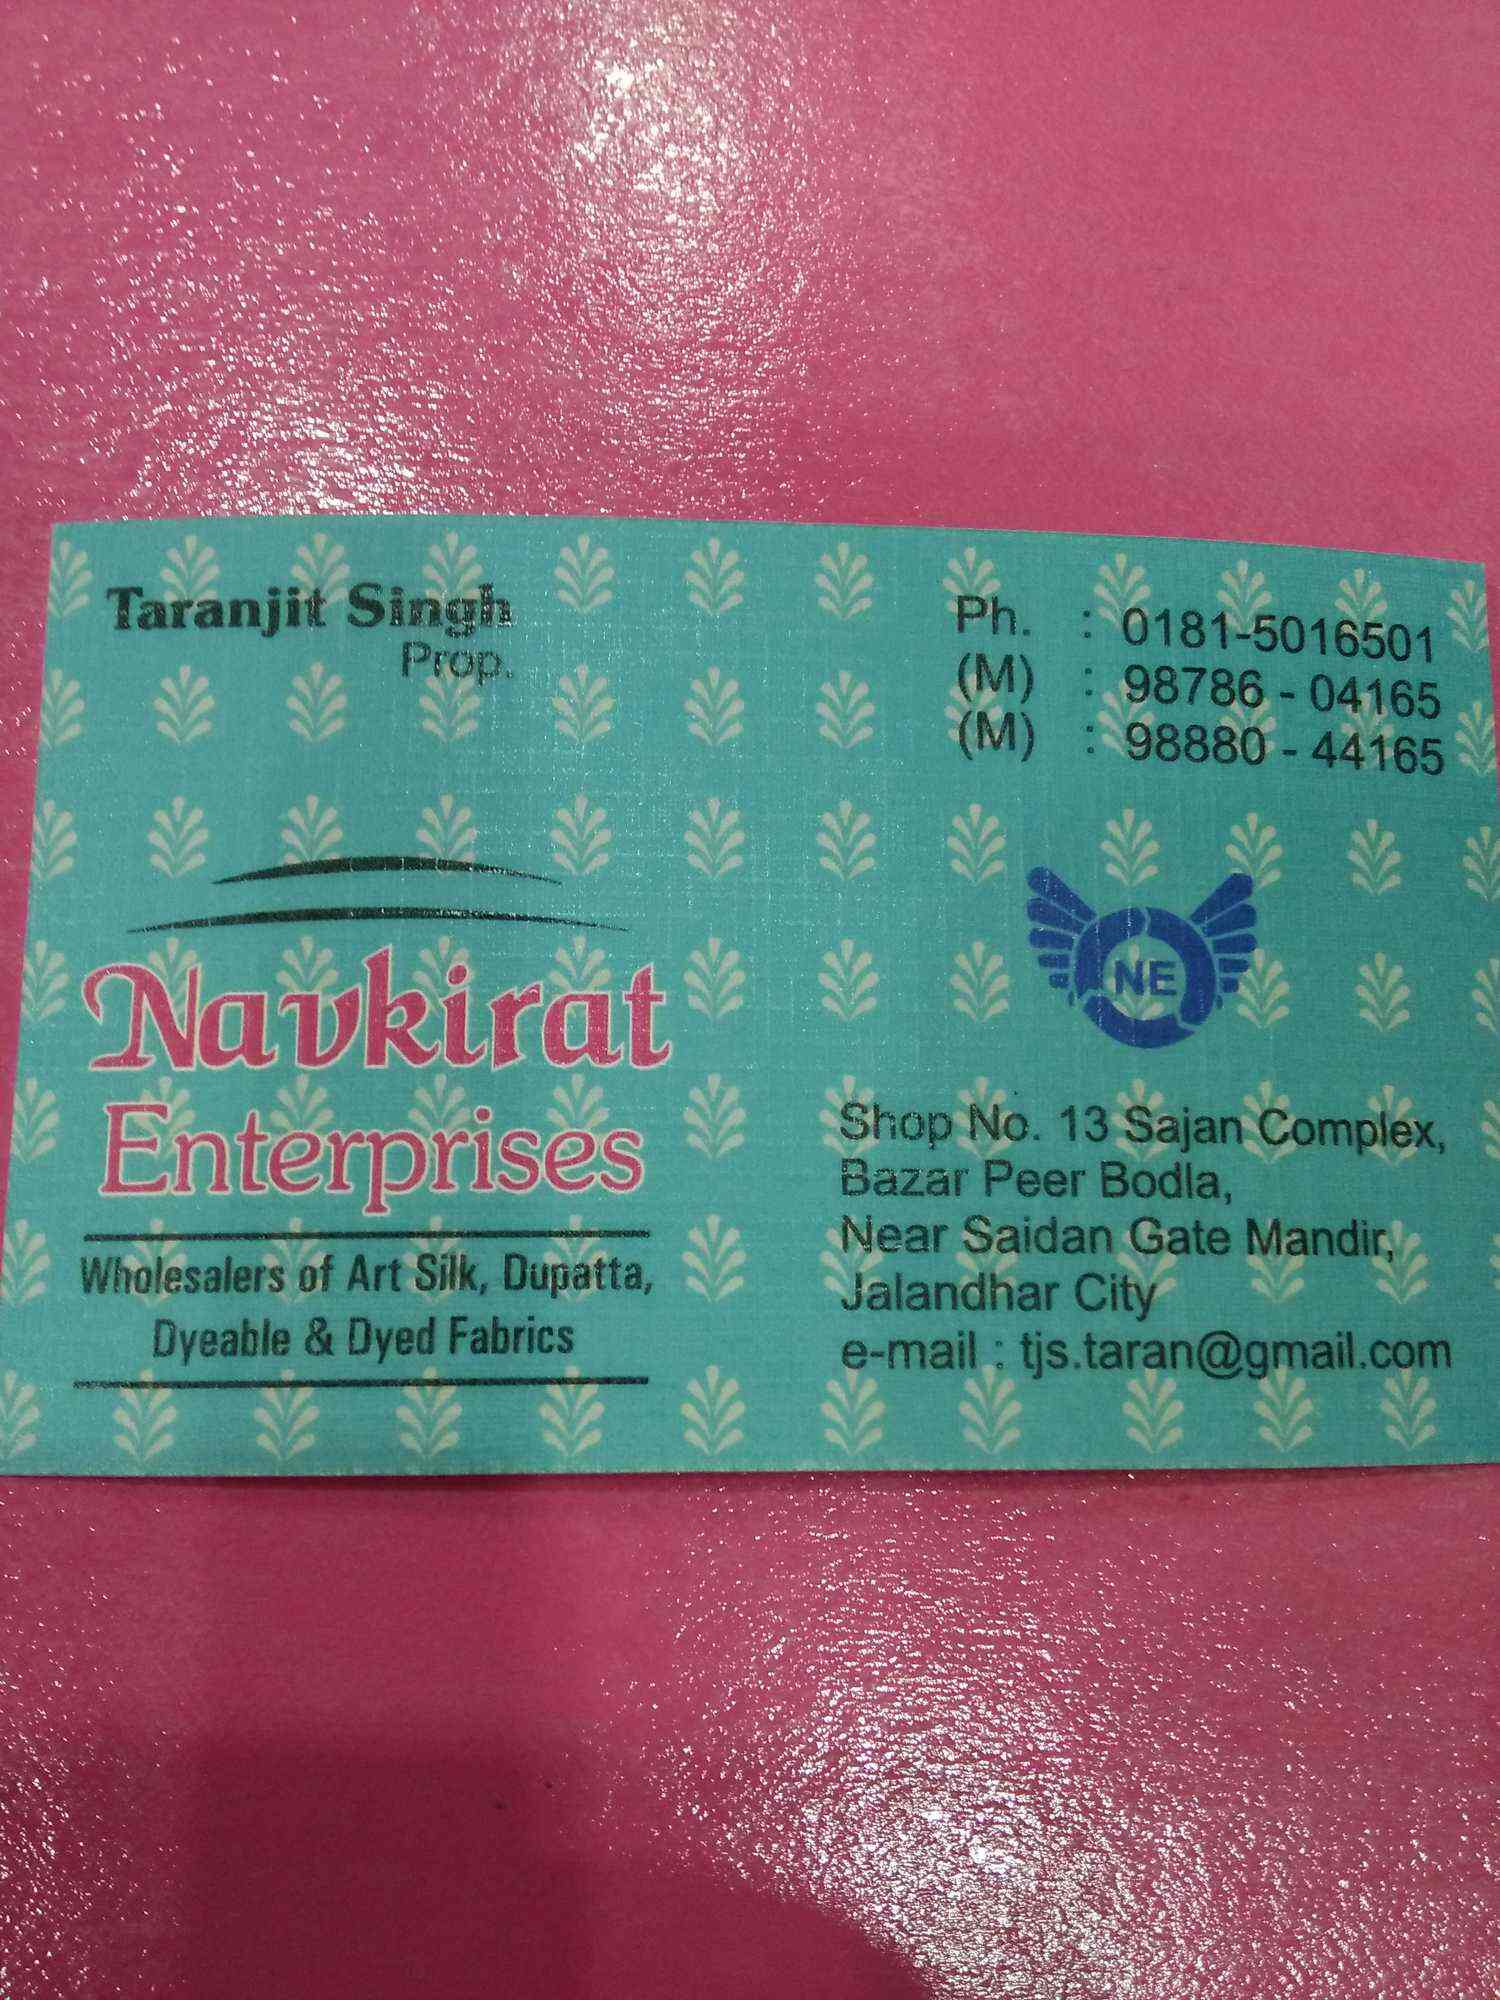 Taranjit Singh
Prop.
Ph. : 0181-5016501
(M) : 98786 - 04165
(M) : 98880 - 44165
Navkirat
Enterprises
Wholesalers of Art Silk, Dupatta,
Dyeable & Dyed Fabrics
NE
Shop No. 13 Sajan Complex,
Bazar Peer Bodla,
Near Saidan Gate Mandir,
Jalandhar City
e-mail : tjs.taran@gmail.com